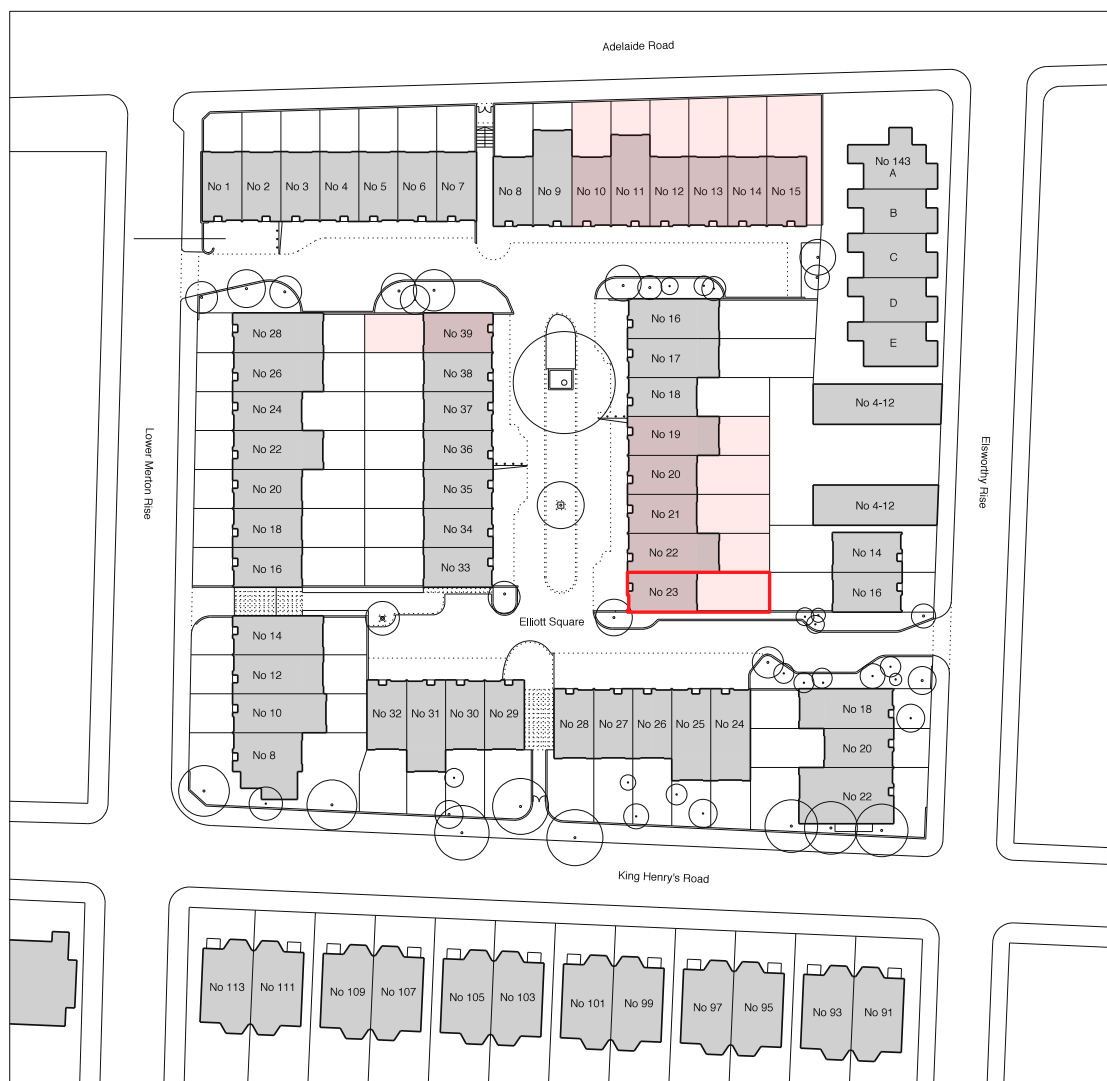 Adelaide Road
No 1
No 2
No 3
No 4
No 5
No 6
No 7
No 8
No 9
No 10
No 11
No 12
No 13
No 14
No 15
No 143
A
B
C
D
E
No 28
No 26
No 24
No 22
No 20
No 18
No 16
No 39
No 38
No 37
No 36
No 35
No 34
No 33
No 16
No 17
No 18
No 19
No 20
No 21
No 22
No 23
No 4-12
No 4-12
No 14
No 16
Lower Merton Rise
Elsworthy Rise
Elliott Square
No 14
No 12
No 10
No 8
No 32
No 31
No 30
No 29
No 28
No 27
No 26
No 25
No 24
No 18
No 20
No 22
King Henry's Road
No 113
No 111
No 109
No 107
No 105
No 103
No 101
No 99
No 97
No 95
No 93
No 91